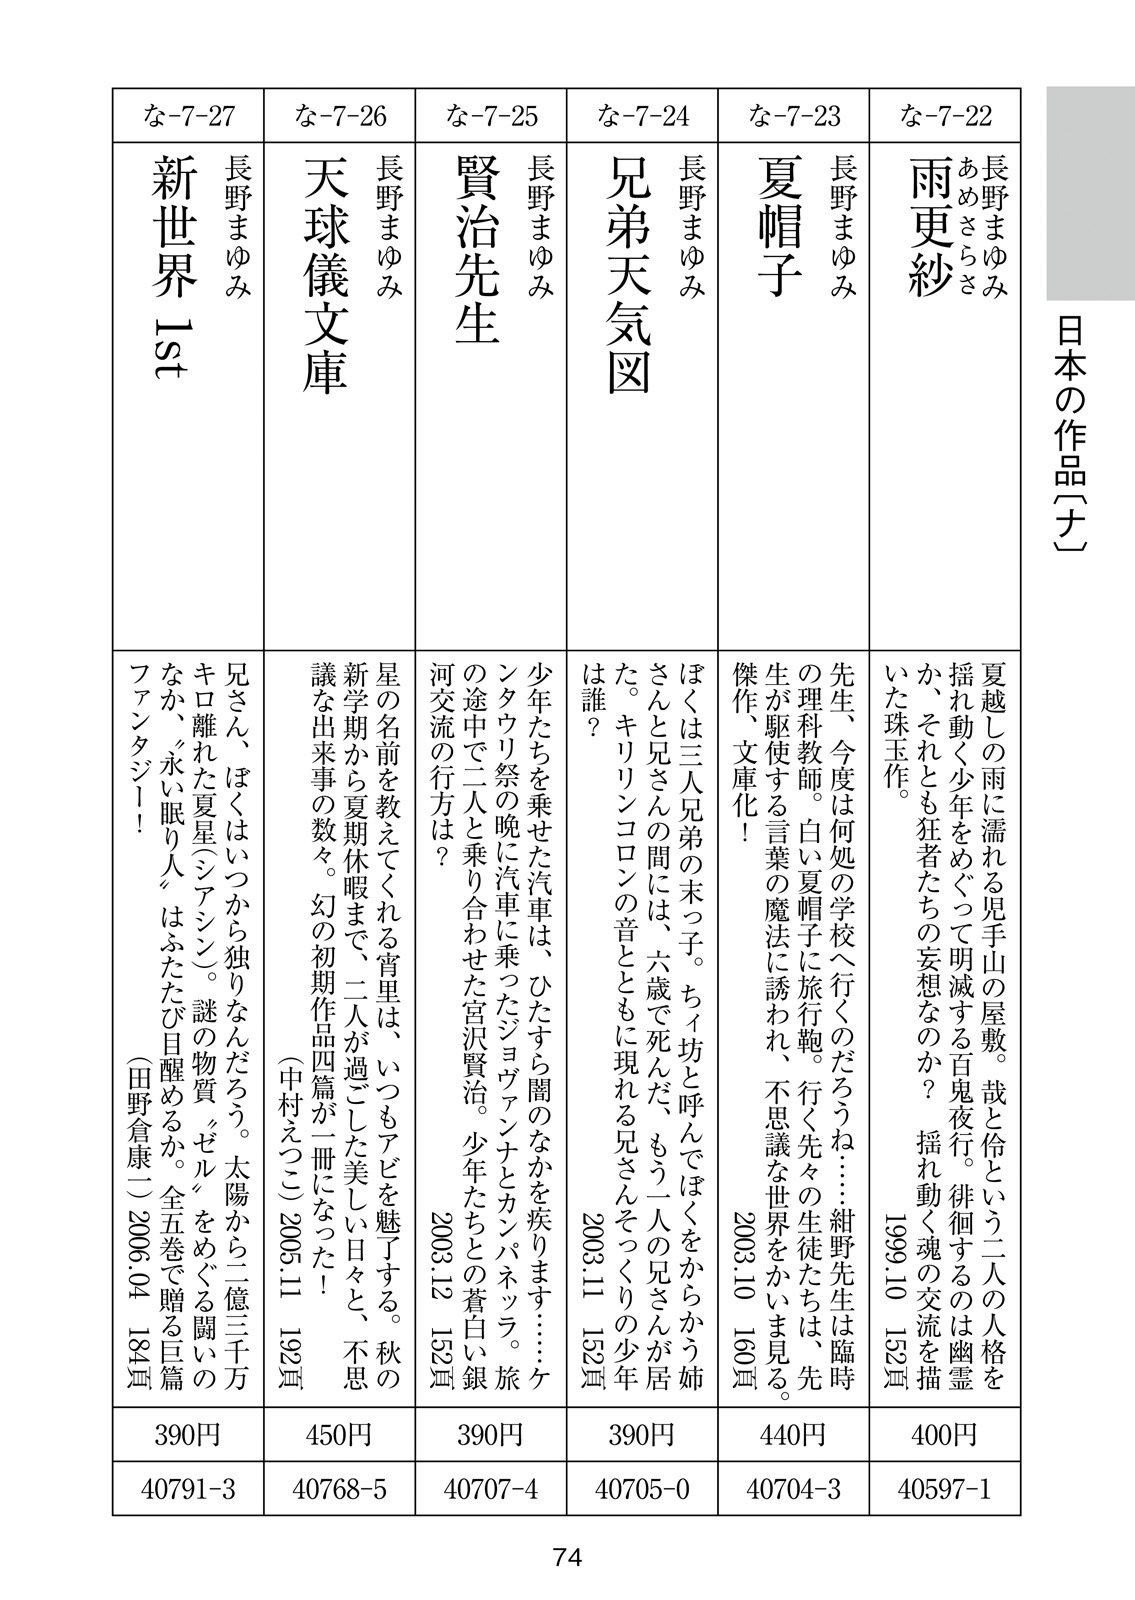 日本の作品〔ナ〕
な-7-22
長野まゆみ
あめさらさ
雨更紗
夏越しの雨に濡れる児手山の屋敷。哉と伶という二人の人格を
揺れ動く少年をめぐって明滅する百鬼夜行。徘徊するのは幽霊
か、それとも狂者たちの妄想なのか？　揺れ動く魂の交流を描
いた珠玉作。
1999.10　152頁
400円
40597-1
な-7-23
長野まゆみ
夏帽子
先生、今度は何処の学校へ行くのだろうね……紺野先生は臨時
の理科教師。白い夏帽子に旅行鞄。行く先々の生徒たちは、先
生が駆使する言葉の魔法に誘われ、不思議な世界をかいま見る。
傑作、文庫化！
2003.10　160頁
440円
40704-3
な-7-24
長野まゆみ
兄弟天気図
ぼくは三人兄弟の末っ子。ちィ坊と呼んでぼくをからかう姉
さんと兄さんの間には、六歳で死んだ、もう一人の兄さんが居
た。キリリンコロンの音とともに現れる兄さんそっくりの少年
は誰？
2003.11　152頁
390円
40705-0
な-7-25
長野まゆみ
賢治先生
少年たちを乗せた汽車は、ひたすら闇のなかを疾ります……ケ
ンタウリ祭の晩に汽車に乗ったジョヴァンナとカンパネッラ。旅
の途中で二人と乗り合わせた宮沢賢治。少年たちとの蒼白い銀
河交流の行方は？
2003.12　152頁
390円
40707-4
な-7-26
長野まゆみ
天球儀文庫
星の名前を教えてくれる宵里は、いつもアビを魅了する。秋の
新学期から夏期休暇まで、二人が過ごした美しい日々と、不思
議な出来事の数々。幻の初期作品四篇が一冊になった！
（中村えつこ）2005.11　192頁
450円
40768-5
な-7-27
長野まゆみ
新世界 1st
兄さん、ぼくはいつから独りなんだろう。太陽から二億三千万
キロ離れた夏星（シアシン）。謎の物質〝ゼル〟をめぐる闘いの
なか、〝永い眠り人〟はふたたび目醒めるか。全五巻で贈る巨篇
ファンタジー！
（田野倉康一）2006.04　184頁
390円
40791-3
74